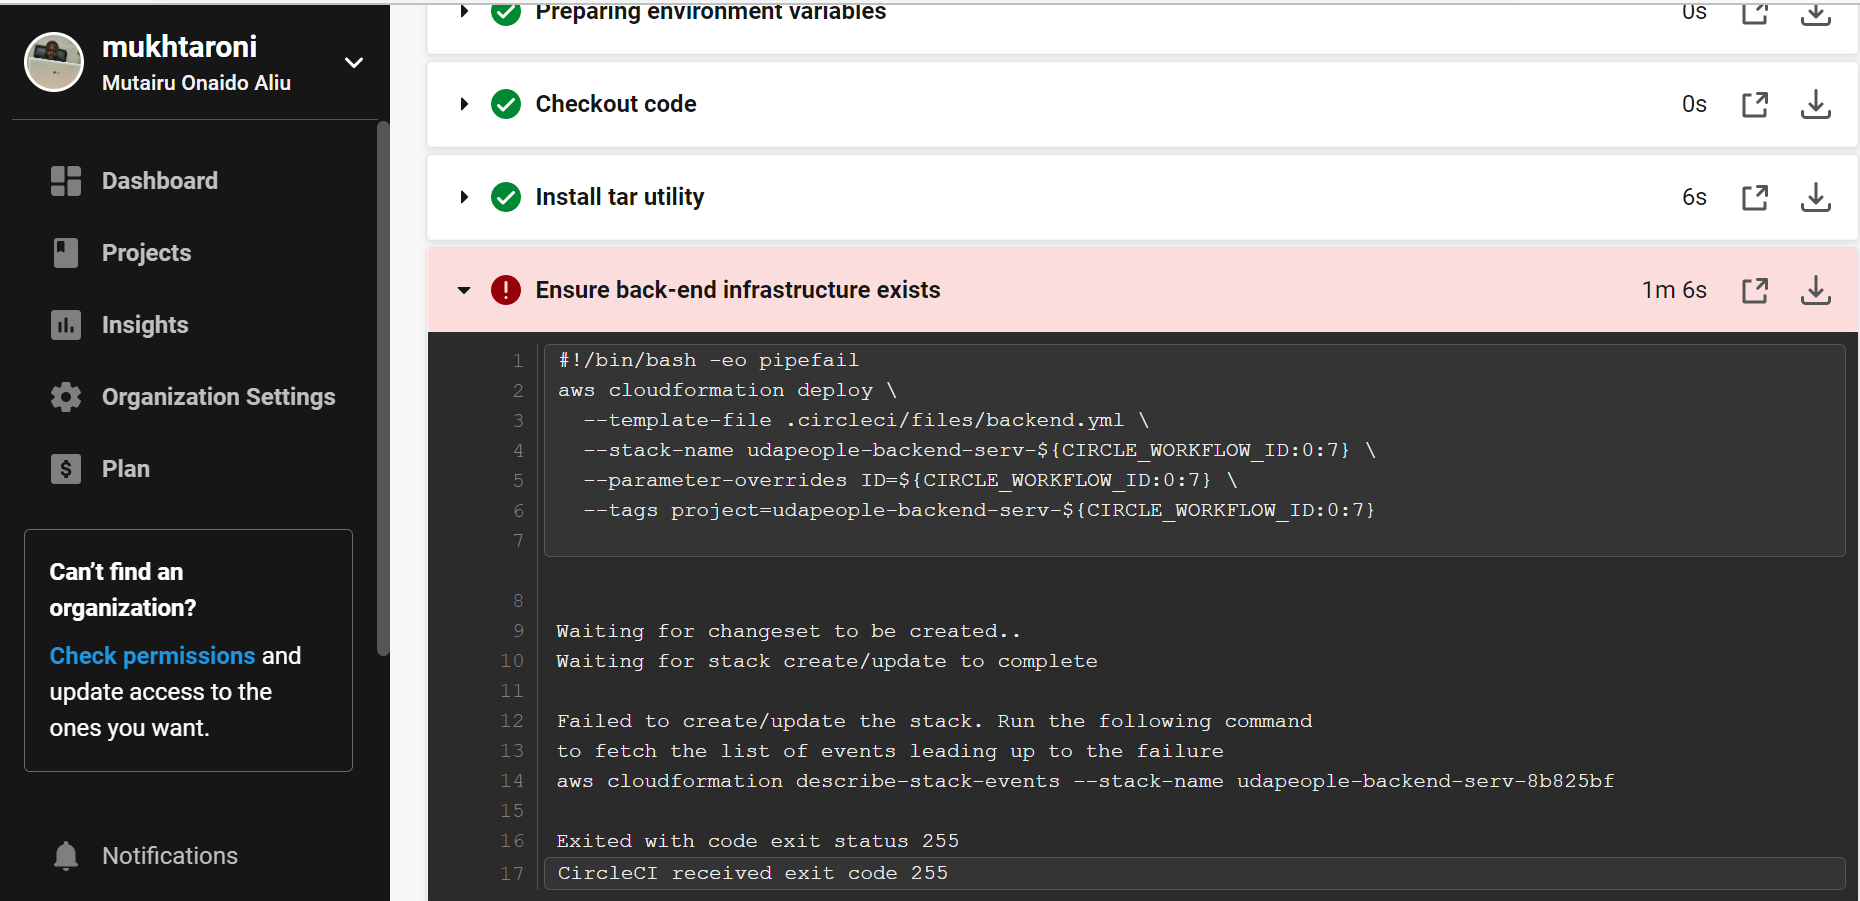 mukhtaroni
Mutairu Onaido Aliu
Dashboard
Projects
Insights
Organization Settings
Plan
Can't find an
organization?
Check permissions and
update access to the
ones you want.
Notifications
Preparing environment variables 0s
Checkout code 0s
Install tar utility 6s
Ensure back-end infrastructure exists 1m 6s
1 #!/bin/bash -eo pipefail
2 aws cloudformation deploy \
3 --template-file .circleci/files/backend.yml \
4 --stack-name udapeople-backend-serv-${CIRCLE_WORKFLOW_ID:0:7} \
5 --parameter-overrides ID=${CIRCLE_WORKFLOW_ID:0:7} \
6 --tags project=udapeople-backend-serv-${CIRCLE_WORKFLOW_ID:0:7}
7
8
9 Waiting for changeset to be created..
10 Waiting for stack create/update to complete
11
12 Failed to create/update the stack. Run the following command
13 to fetch the list of events leading up to the failure
14 aws cloudformation describe-stack-events --stack-name udapeople-backend-serv-8b825bf
15
16 Exited with code exit status 255
17 CircleCI received exit code 255